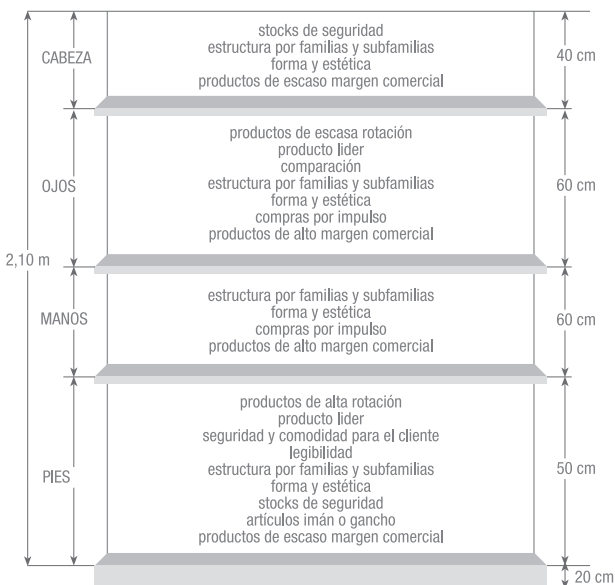 stocks de seguridad
estructura por familias y subfamilias
forma y estética
productos de escaso margen comercial
CABEZA
40 cm
productos de escasa rotación
producto lider
comparación
estructura por familias y subfamilias
forma y estética
compras por impulso
productos de alto margen comercial
OJOS
60 cm
2,10 m
estructura por familias y subfamilias
forma y estética
compras por impulso
productos de alto margen comercial
MANOS
60 cm
productos de alta rotación
producto lider
seguridad y comodidad para el cliente
legibilidad
estructura por familias y subfamilias
forma y estética
stocks de seguridad
artículos imán o gancho
productos de escaso margen comercial
PIES
50 cm
20 cm